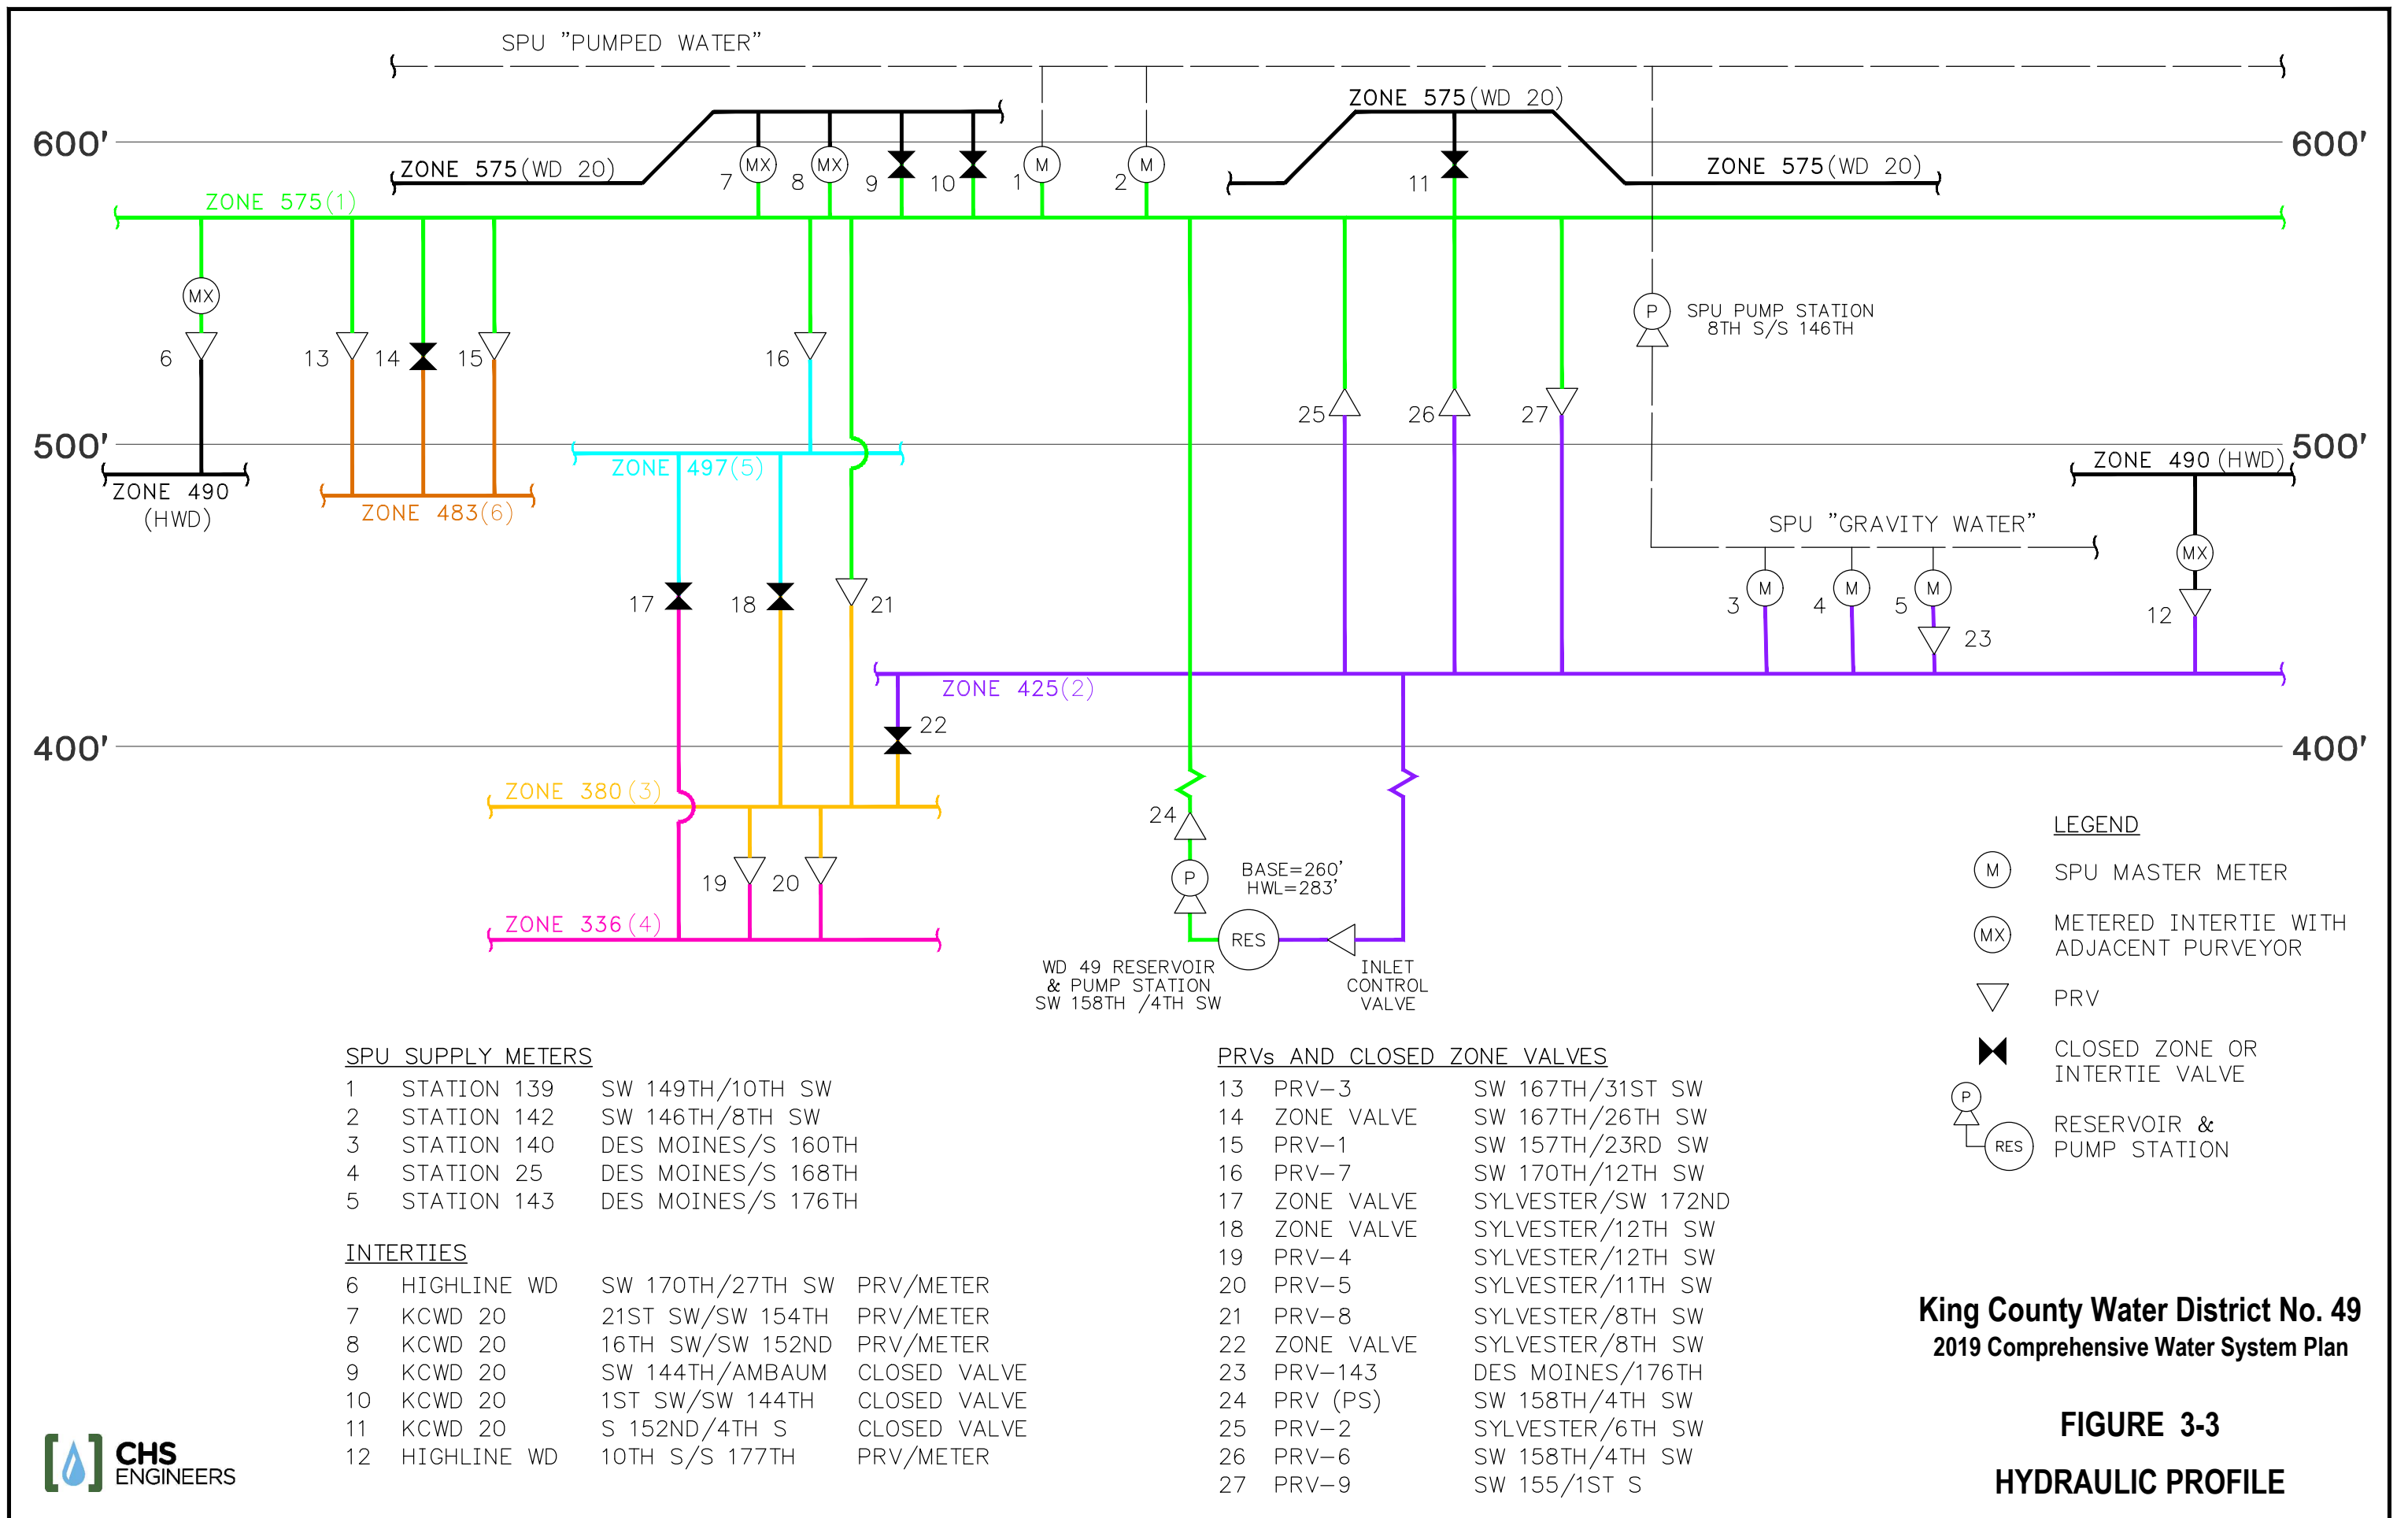 SPU "PUMPED WATER"
ZONE 575(WD 20)
600'
600'
ZONE 575(WD 20)
MX
MX
M
M
ZONE 575(WD 20)
7
8
9
10
1
2
11
ZONE 575(1)
MX
P
SPU PUMP STATION
8TH S/S 146TH
6
13
14
15
16
25
26
27
500'
500'
ZONE 497(5)
ZONE 490 (HWD)
ZONE 490
(HWD)
ZONE 483(6)
SPU "GRAVITY WATER"
MX
M
M
M
17
18
21
3
4
5
12
23
ZONE 425(2)
22
400'
400'
ZONE 380(3)
24
LEGEND
19
20
P
BASE=260'
HWL=283'
M
SPU MASTER METER
ZONE 336(4)
RES
MX
METERED INTERTIE WITH
ADJACENT PURVEYOR
WD 49 RESERVOIR
& PUMP STATION
SW 158TH /4TH SW
INLET
CONTROL
VALVE
PRV
CLOSED ZONE OR
INTERTIE VALVE
P
RES
RESERVOIR &
PUMP STATION
SPU SUPPLY METERS
1 STATION 139 SW 149TH/10TH SW
2 STATION 142 SW 146TH/8TH SW
3 STATION 140 DES MOINES/S 160TH
4 STATION 25 DES MOINES/S 168TH
5 STATION 143 DES MOINES/S 176TH
INTERTIES
6 HIGHLINE WD SW 170TH/27TH SW PRV/METER
7 KCWD 20 21ST SW/SW 154TH PRV/METER
8 KCWD 20 16TH SW/SW 152ND PRV/METER
9 KCWD 20 SW 144TH/AMBAUM CLOSED VALVE
10 KCWD 20 1ST SW/SW 144TH CLOSED VALVE
11 KCWD 20 S 152ND/4TH S CLOSED VALVE
12 HIGHLINE WD 10TH S/S 177TH PRV/METER
PRVs AND CLOSED ZONE VALVES
13 PRV-3 SW 167TH/31ST SW
14 ZONE VALVE SW 167TH/26TH SW
15 PRV-1 SW 157TH/23RD SW
16 PRV-7 SW 170TH/12TH SW
17 ZONE VALVE SYLVESTER/SW 172ND
18 ZONE VALVE SYLVESTER/12TH SW
19 PRV-4 SYLVESTER/12TH SW
20 PRV-5 SYLVESTER/11TH SW
21 PRV-8 SYLVESTER/8TH SW
22 ZONE VALVE SYLVESTER/8TH SW
23 PRV-143 DES MOINES/176TH
24 PRV (PS) SW 158TH/4TH SW
25 PRV-2 SYLVESTER/6TH SW
26 PRV-6 SW 158TH/4TH SW
27 PRV-9 SW 155/1ST S
King County Water District No. 49
2019 Comprehensive Water System Plan
FIGURE 3-3
HYDRAULIC PROFILE
CHS
ENGINEERS